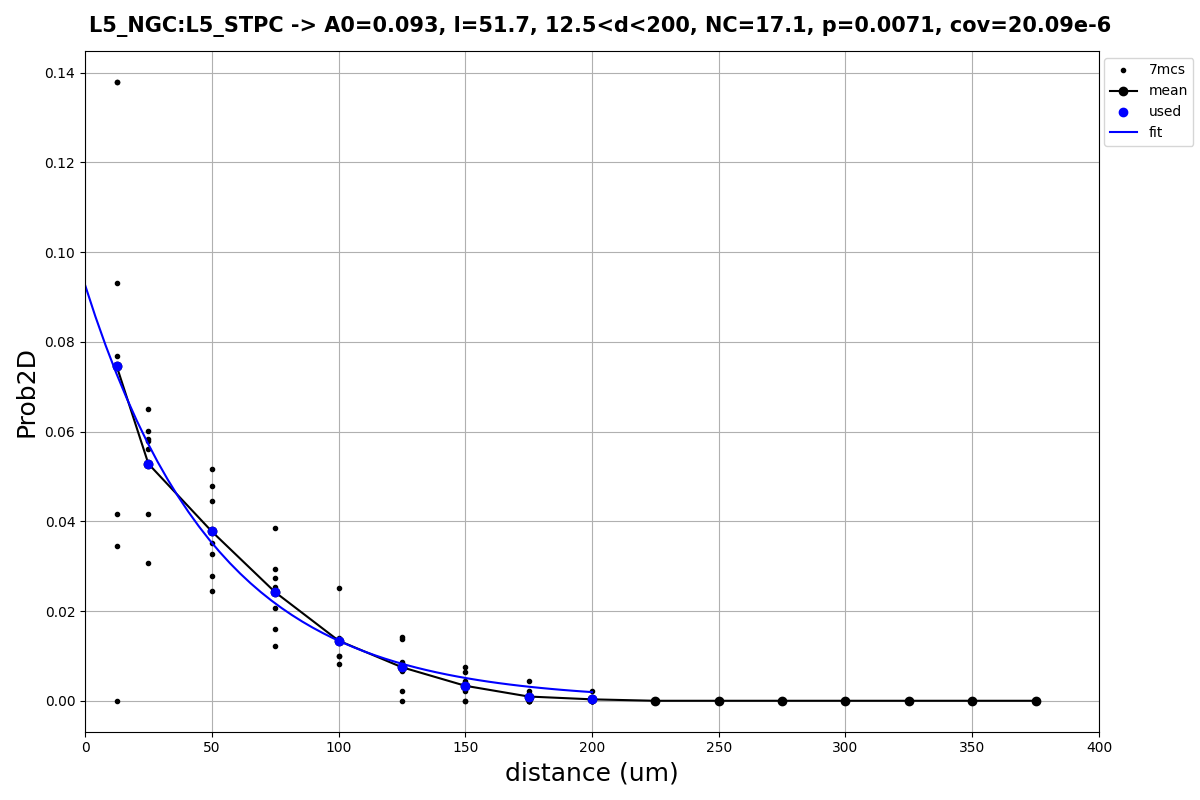 L5_NGC:L5_STPC -> A0=0.093, l=51.7, 12.5<d<200, NC=17.1, p=0.0071, cov=20.09e-6
7mcs
mean
used
fit
Prob2D
0.14
0.12
0.10
0.08
0.06
0.04
0.02
0.00
0
50
100
150
200
250
300
350
400
distance (um)